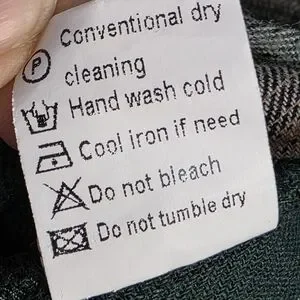 Conventional dry
P cleaning
Hand wash cold
Cool iron if need
Do not bleach
Do not tumble dry